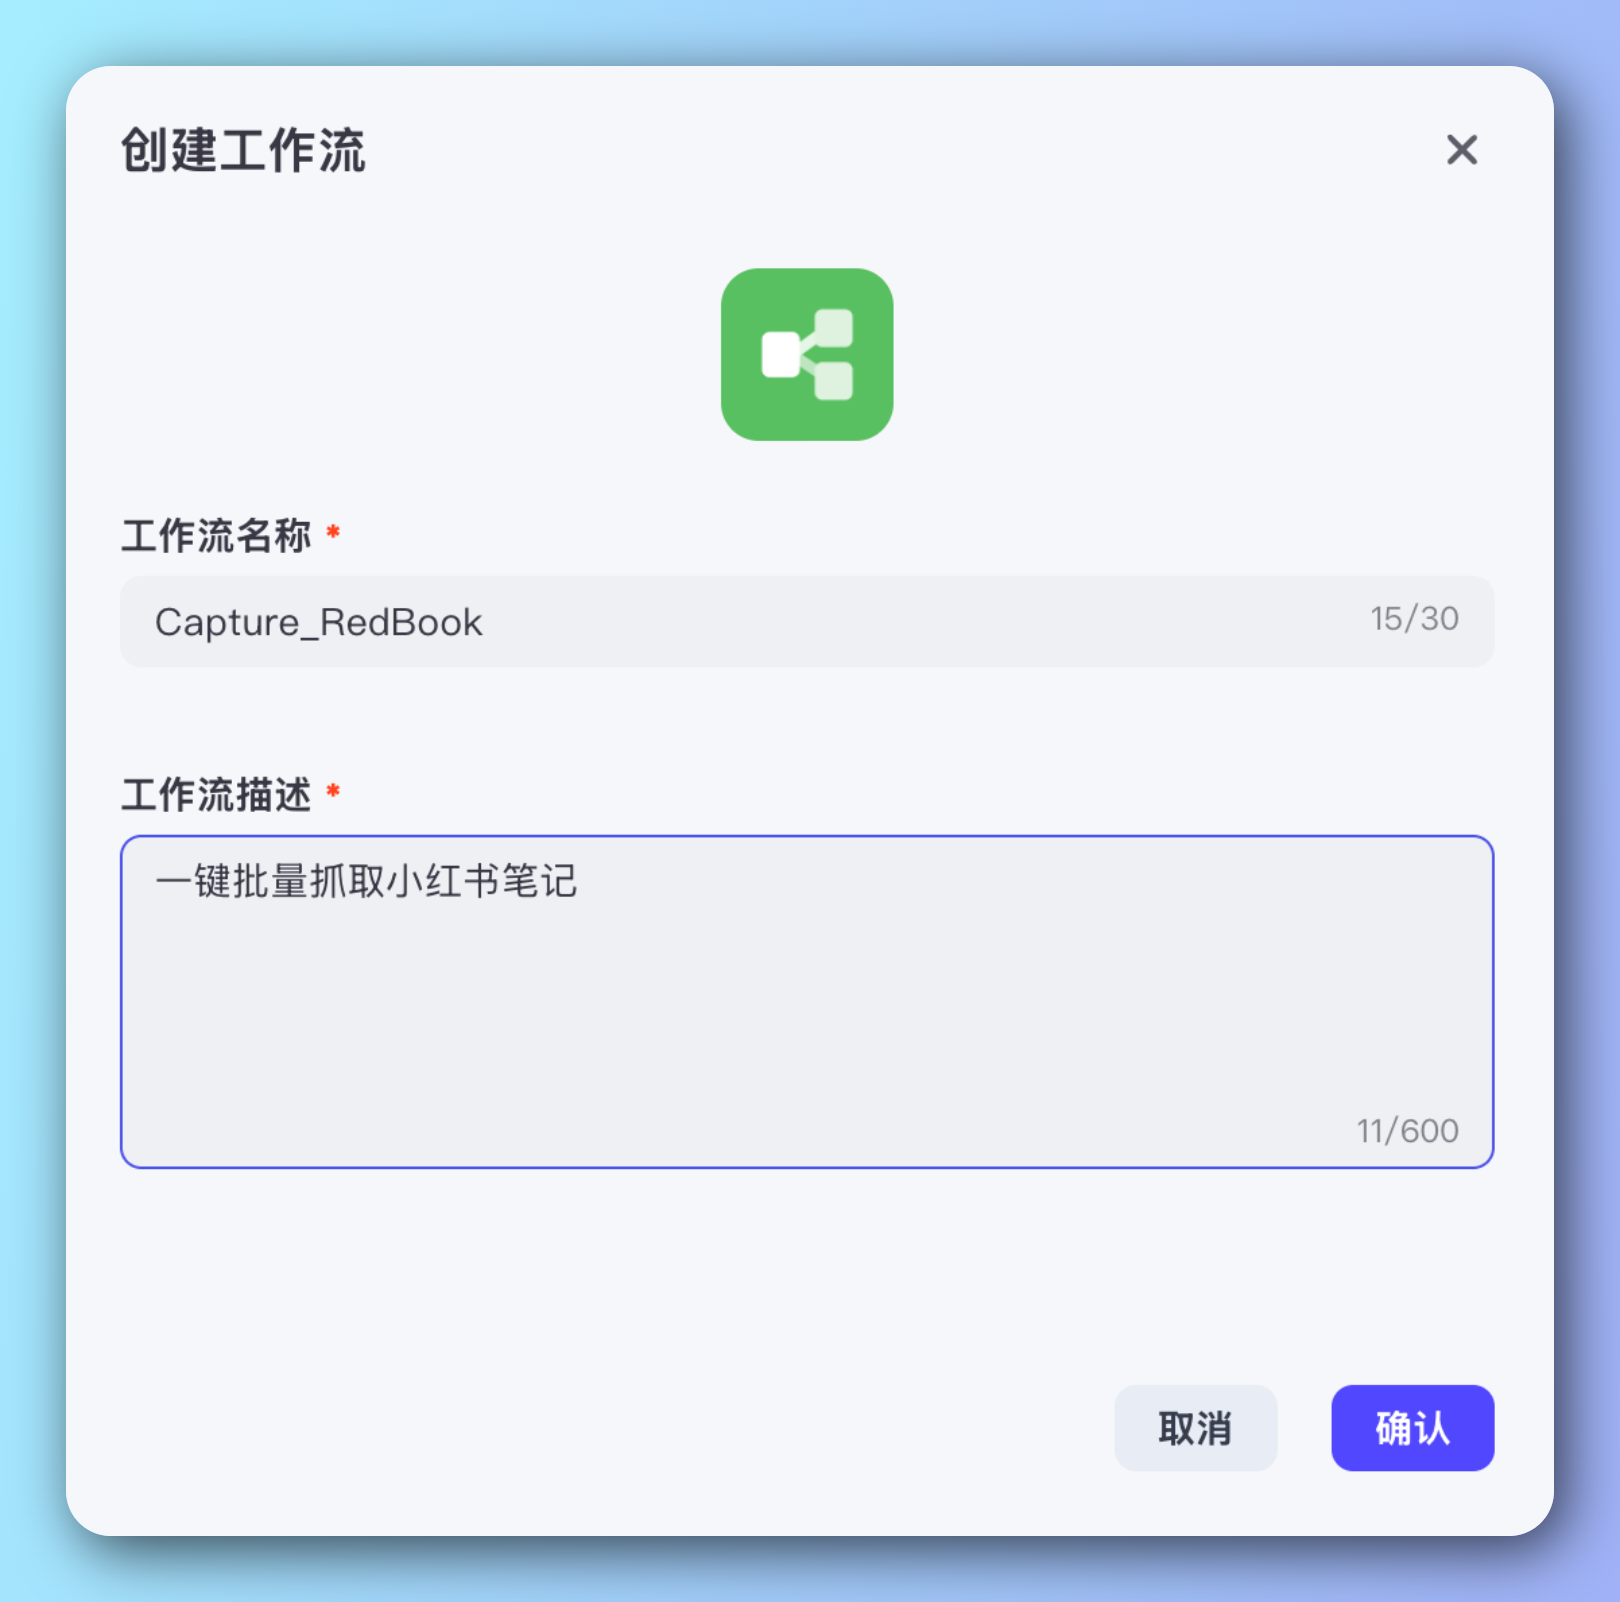 创建工作流
工作流名称 *
Capture_RedBook
15/30
工作流描述 *
一键批量抓取小红书笔记
11/600
取消
确认